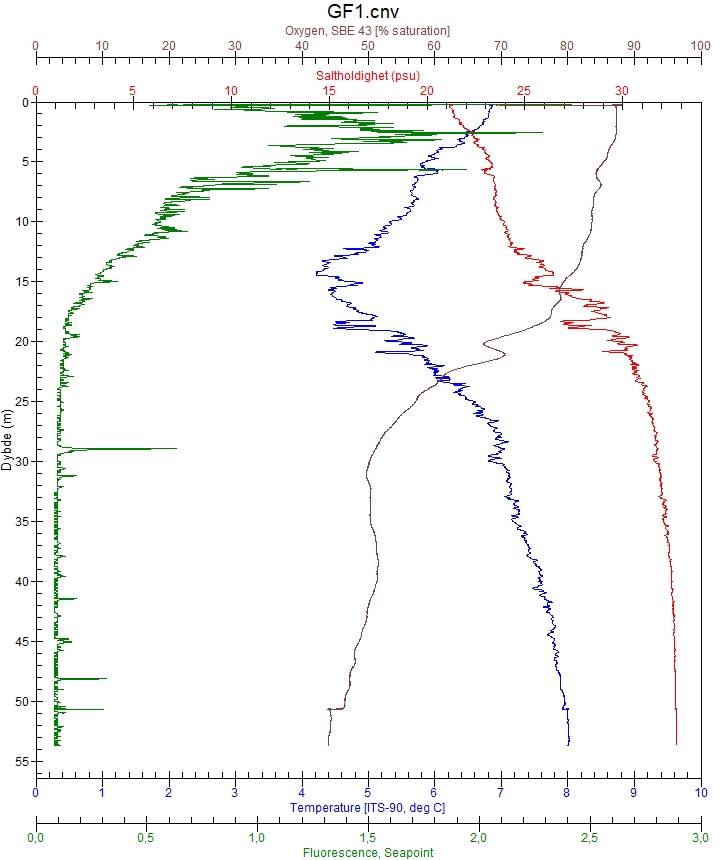 GF1.cnv
Oxygen, SBE 43 [% saturation]
0 10 20 30 40 50 60 70 80 90 100
Saltholdighet (psu)
0 5 10 15 20 25 30
0
5
10
15
20
25
30
35
40
45
50
55
Dybde (m)
0 1 2 3 4 5 6 7 8 9 10
Temperature [ITS-90, deg C]
0,0 0,5 1,0 1,5 2,0 2,5 3,0
Fluorescence, Seapoint